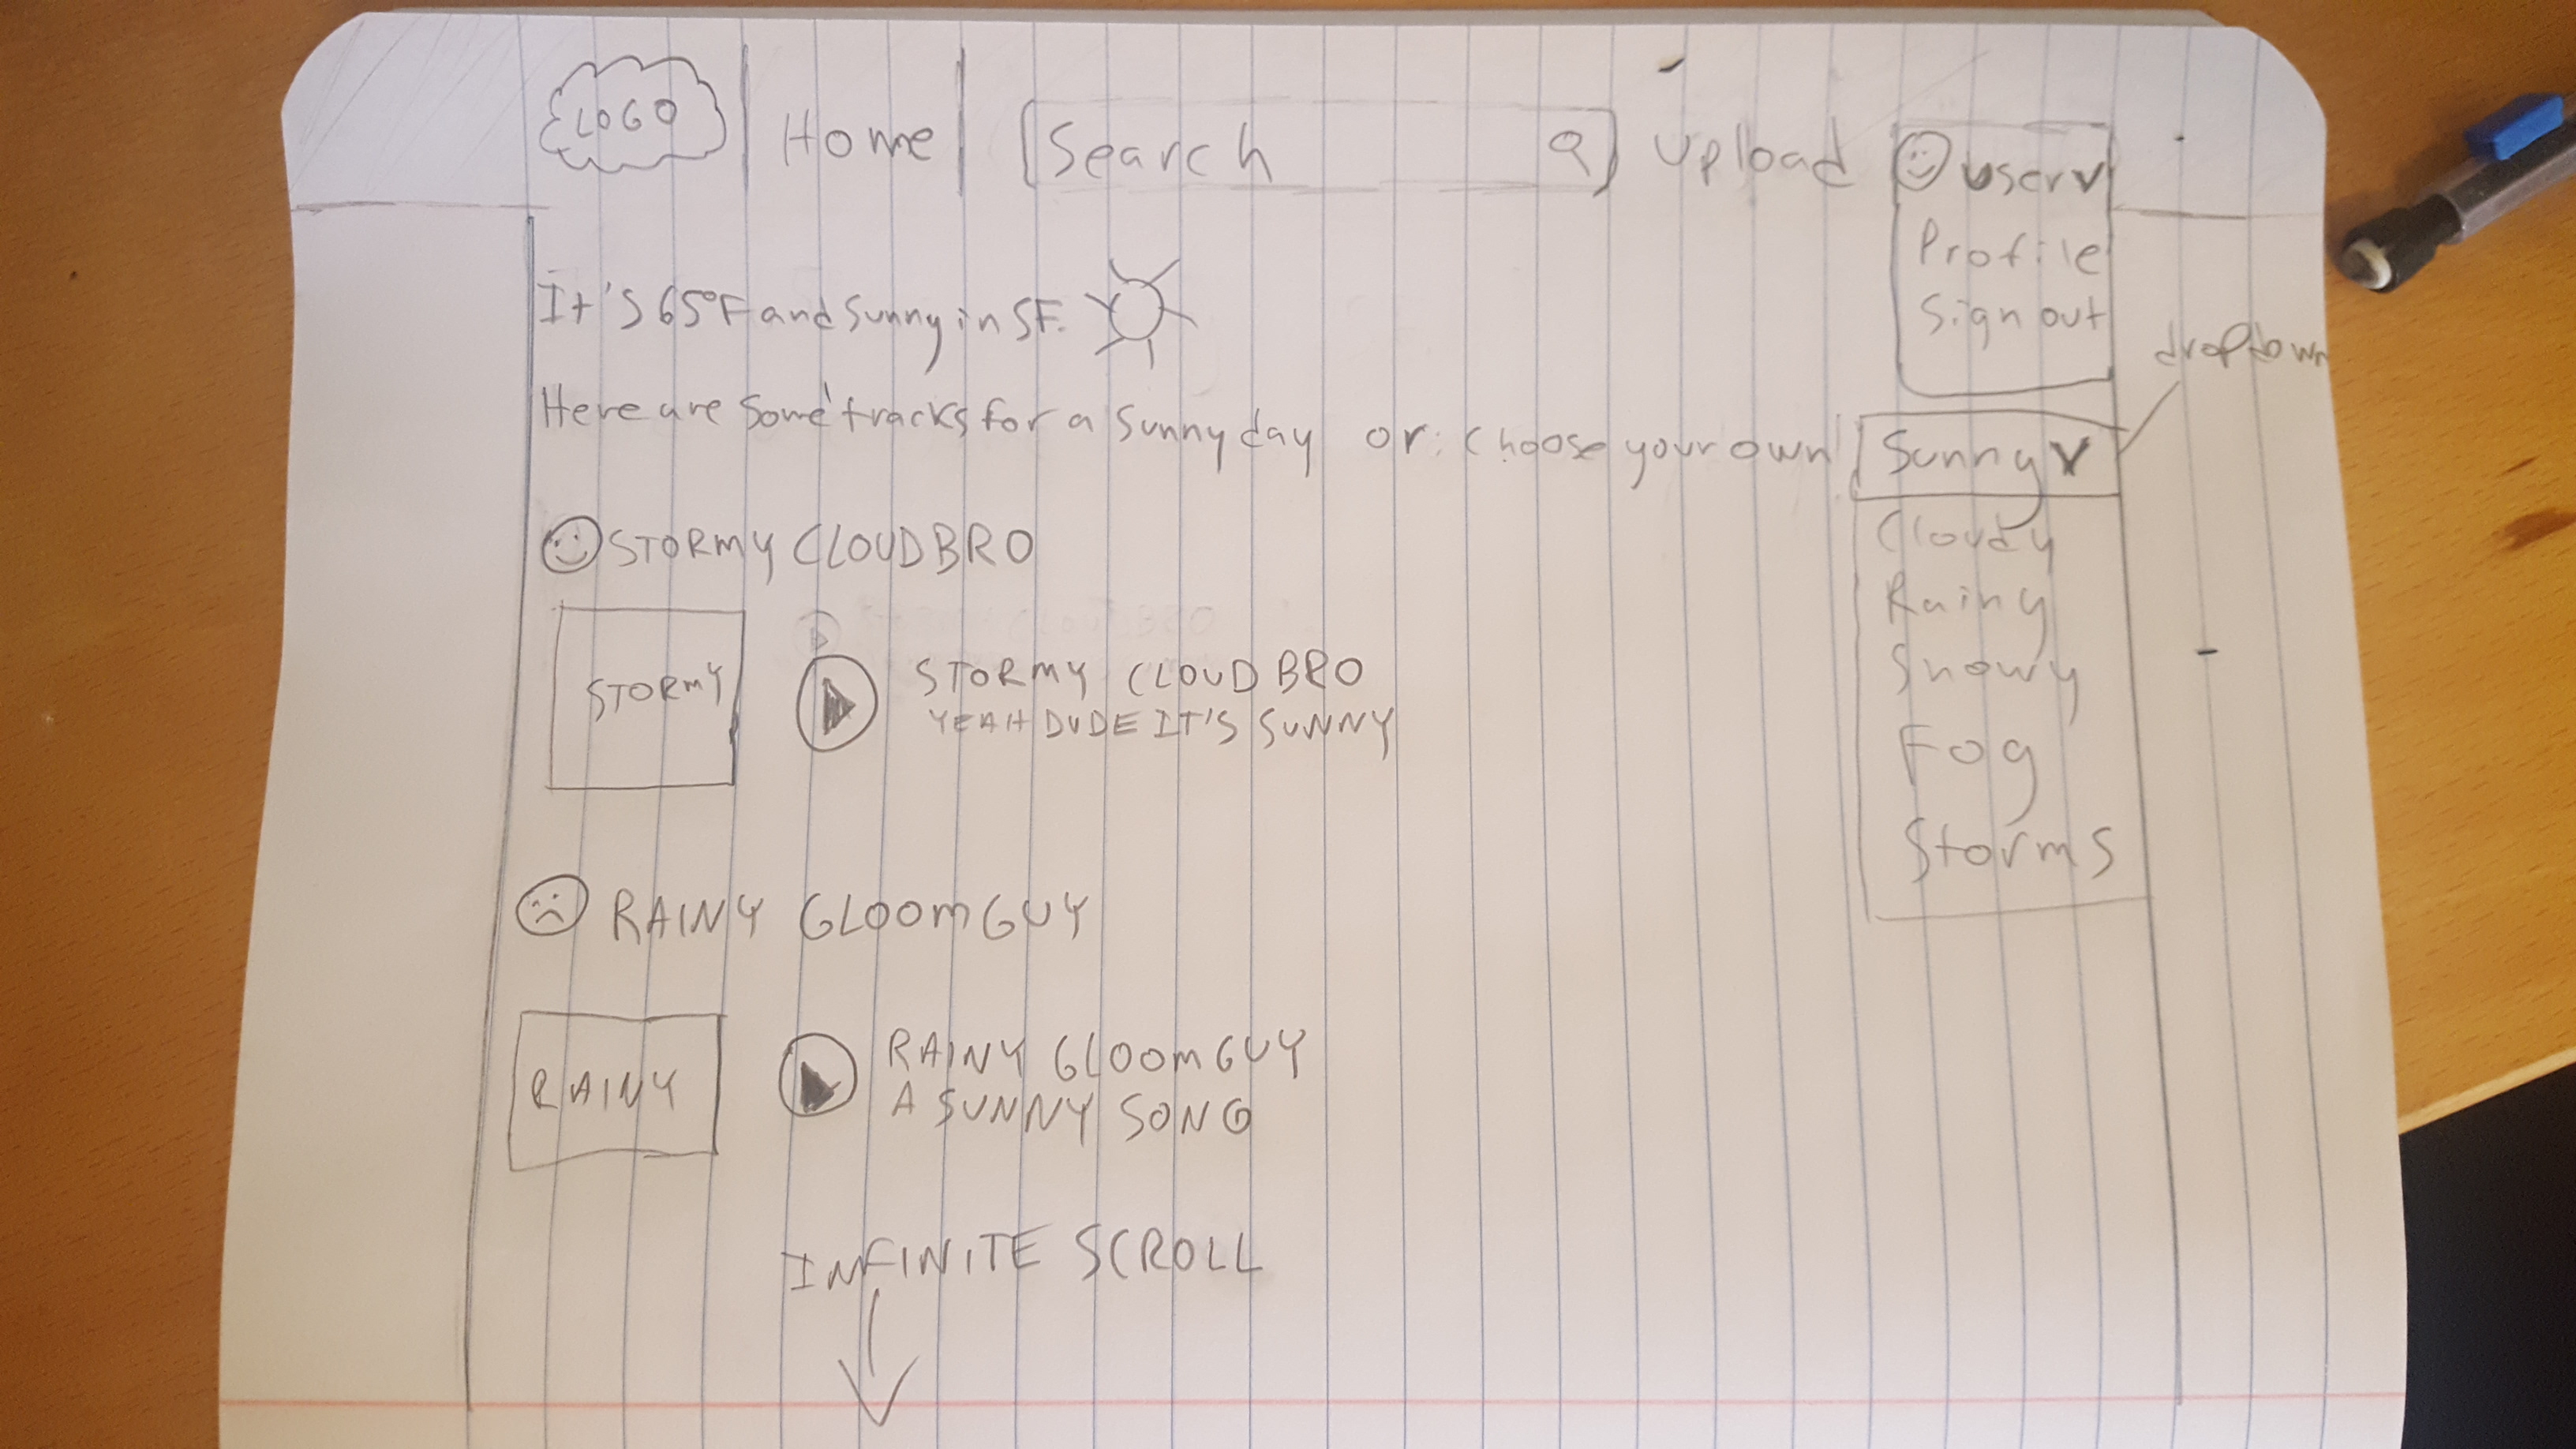 LOGO
Home
Search
Upload
user
Profile
Sign out
dropdown
It's 65°F and Sunny in SF.
Here are some tracks for a sunny day or: choose your own
Sunny
Cloudy
Rainy
Snowy
Fog
Storms
STORMY CLOUDBRO
STORMY
STORMY CLOUDBRO
YEAH DUDE IT'S SUNNY
RAINY GLOOMGUY
RAINY
RAINY GLOOMGUY
A SUNNY SONG
INFINITE SCROLL